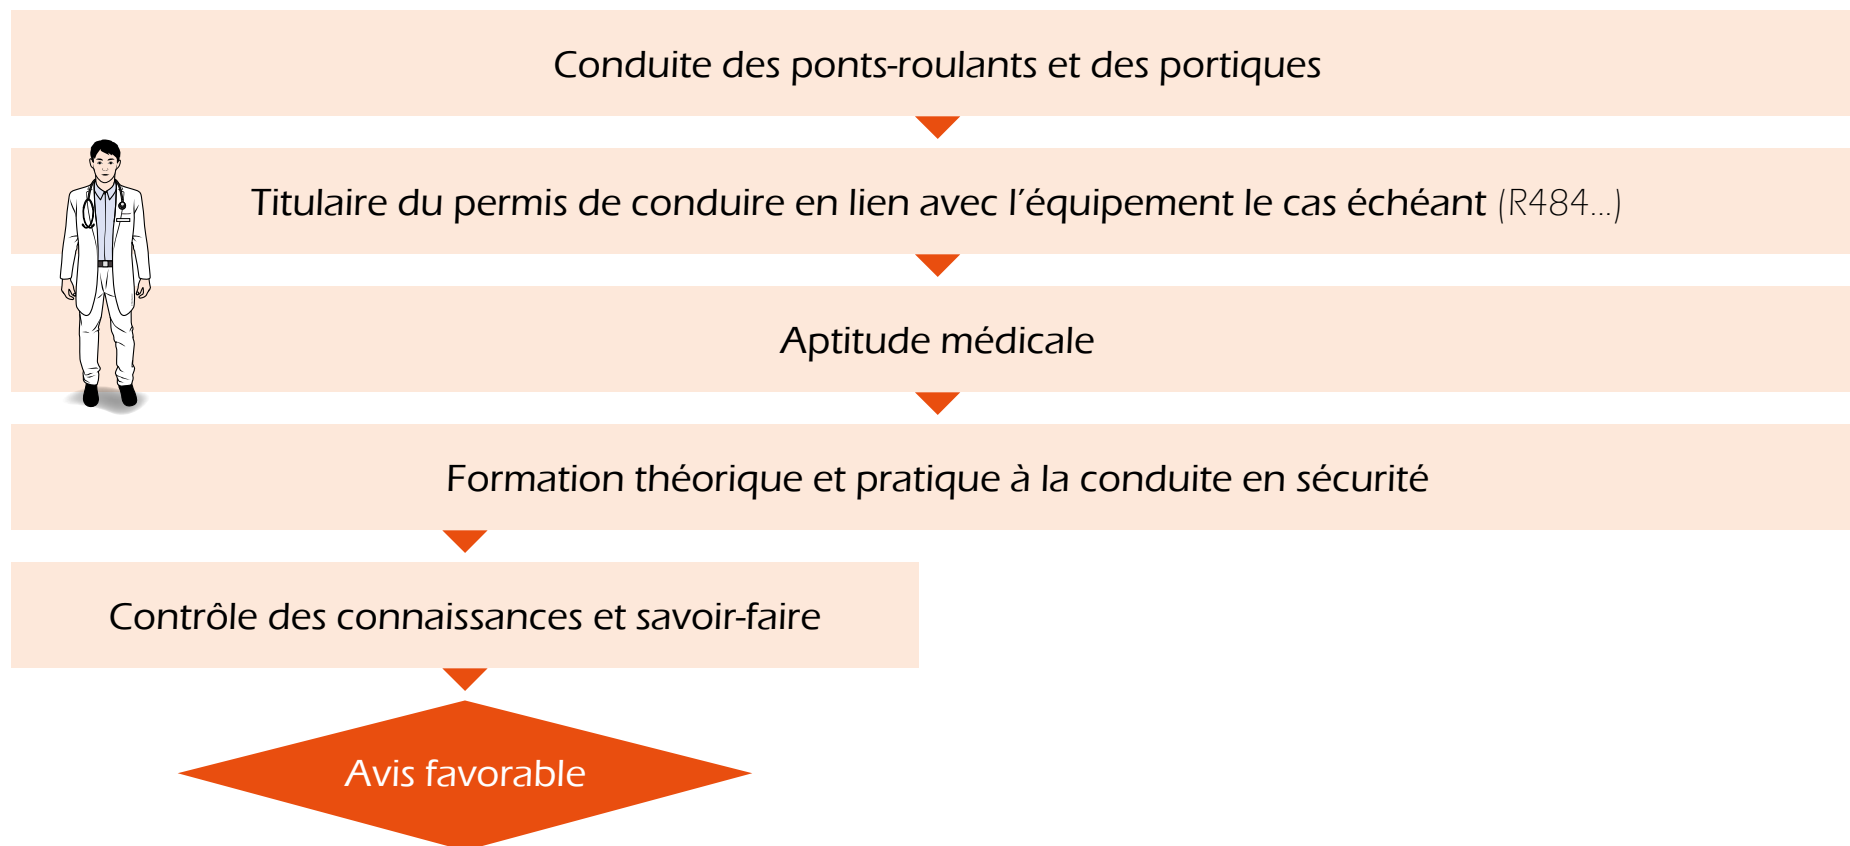 Conduite des ponts-roulants et des portiques
Titulaire du permis de conduire en lien avec l’équipement le cas échéant (R484...)
Aptitude médicale
Formation théorique et pratique à la conduite en sécurité
Contrôle des connaissances et savoir-faire
Avis favorable